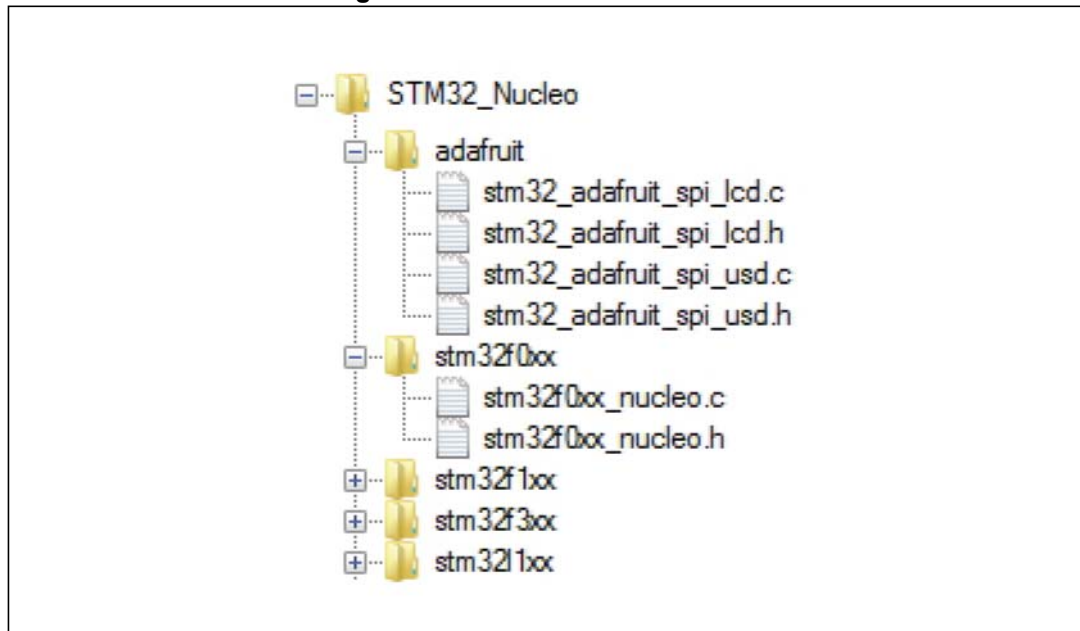 STM32_Nucleo
adafruit
stm32_adafruit_spi_lcd.c
stm32_adafruit_spi_lcd.h
stm32_adafruit_spi_usd.c
stm32_adafruit_spi_usd.h
stm32f0xx
stm32f0xx_nucleo.c
stm32f0xx_nucleo.h
stm32f1xx
stm32f3xx
stm32l1xx